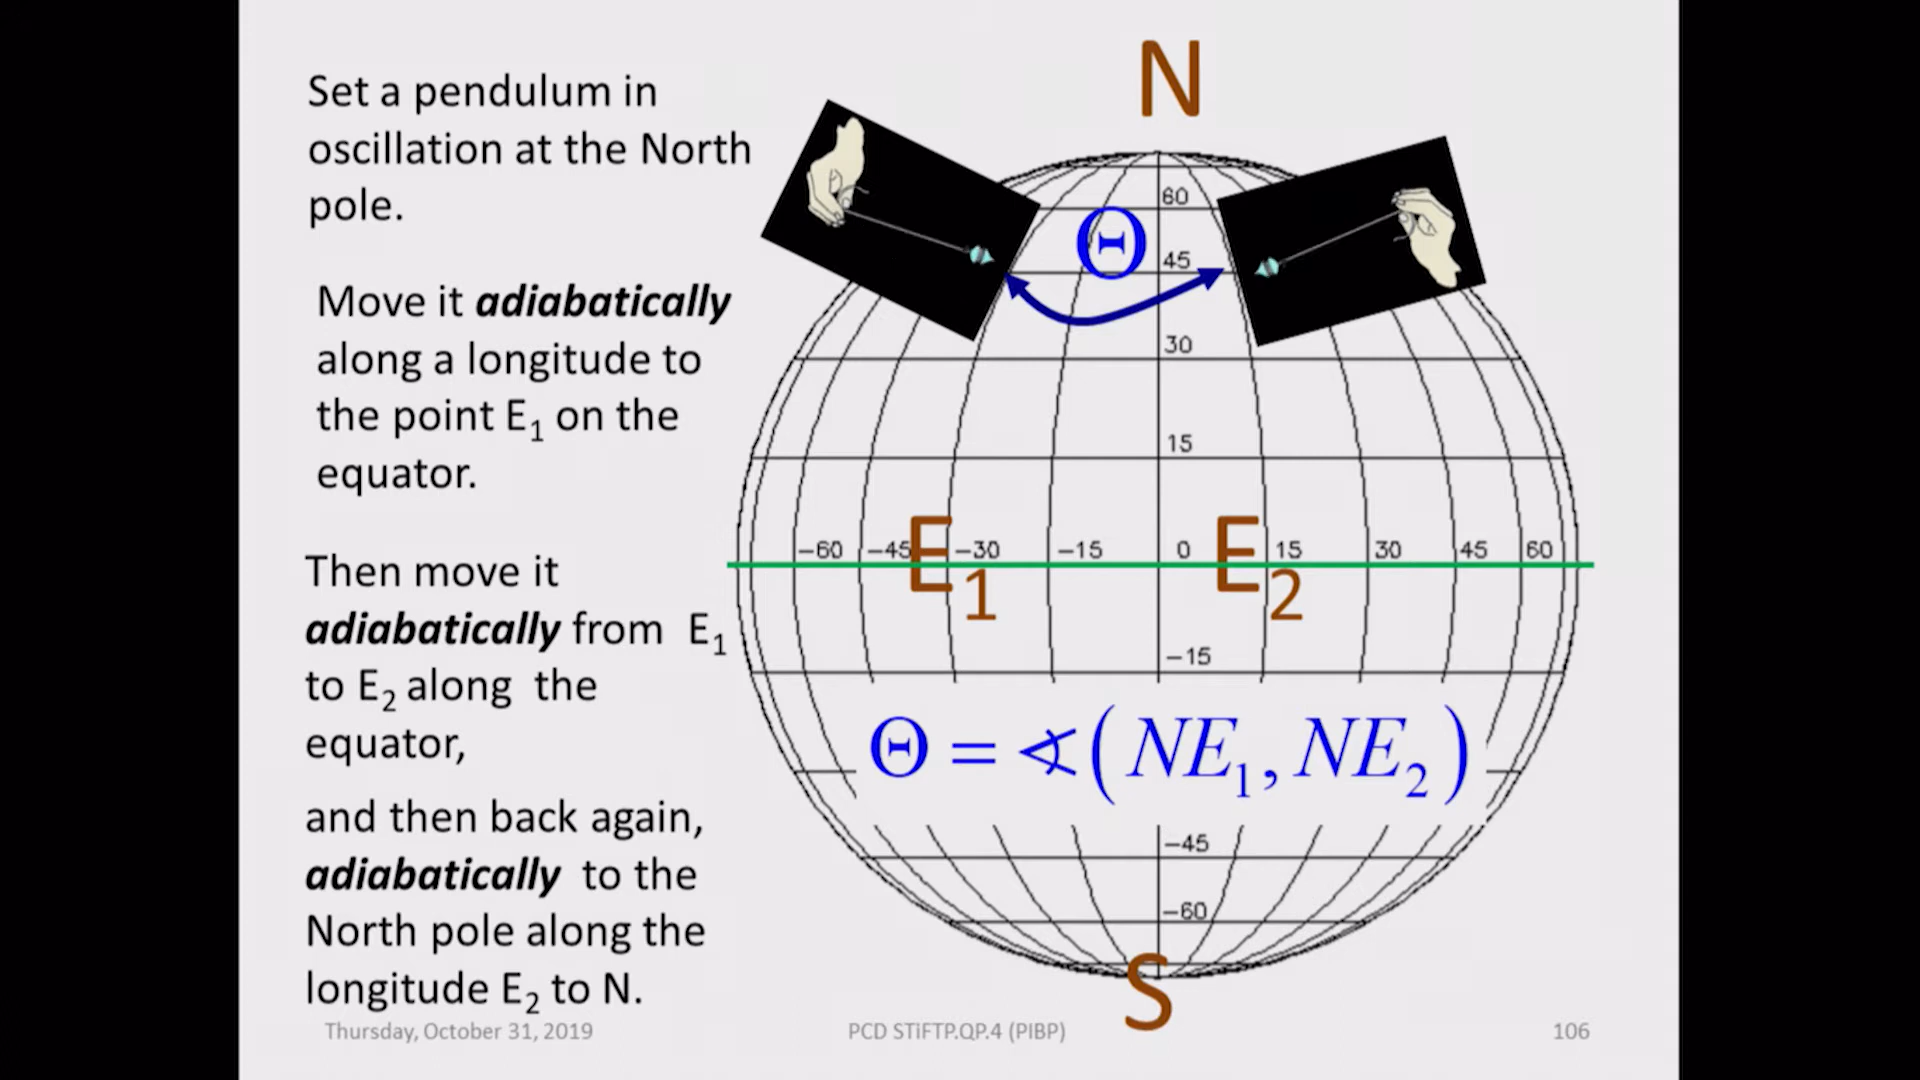 Set a pendulum in
oscillation at the North
pole.
Move it adiabatically
along a longitude to
the point E₁ on the
equator.
Then move it
adiabatically from E₁
to E₂ along the
equator,
and then back again,
adiabatically to the
North pole along the
longitude E₂ to N.
N
60
Θ
45
30
15
−60 −45 −30 −15 0 15 30 45 60
E₁ E₂
−15
Θ = ∢(NE₁, NE₂)
−45
−60
S
Thursday, October 31, 2019 PCD STiFTP.QP.4 (PIBP) 106